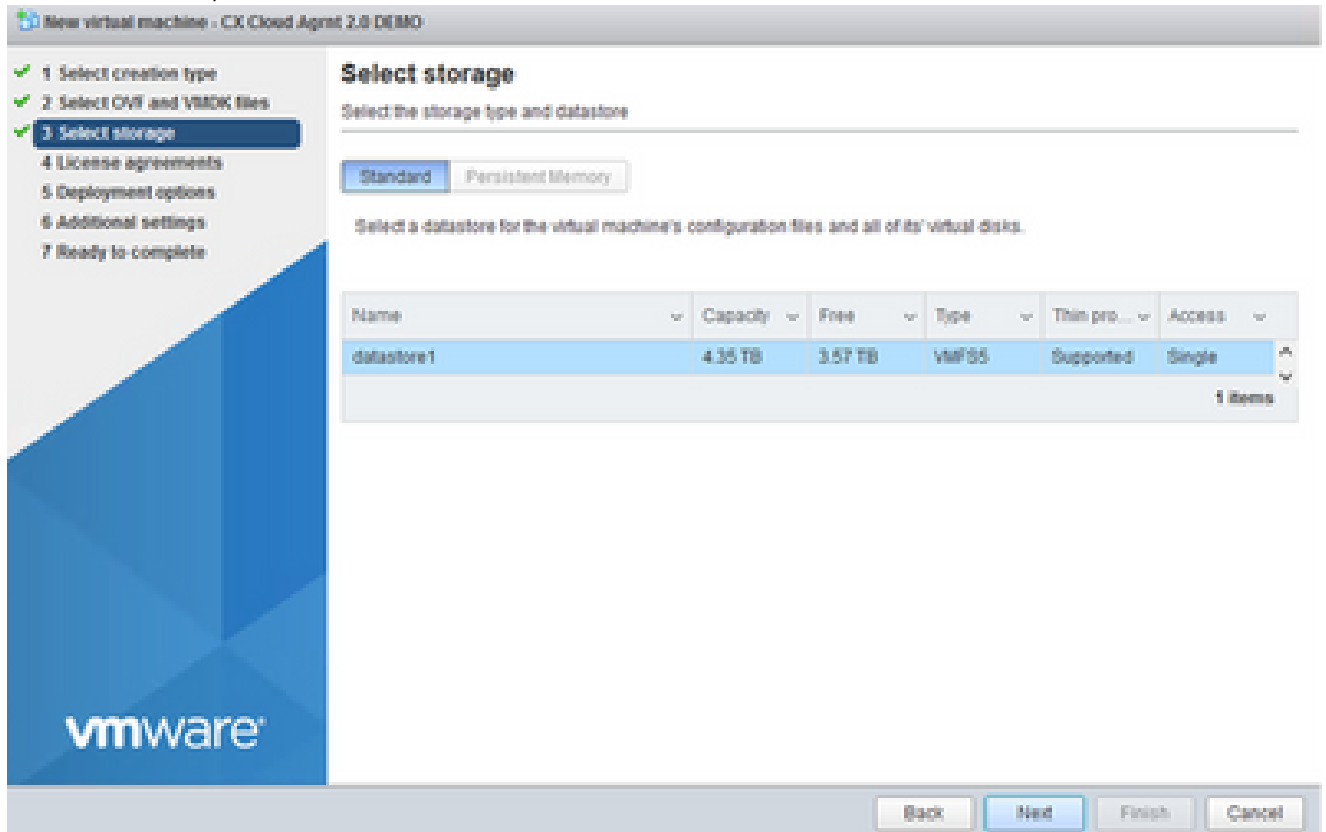 New virtual machine - CX Cloud Agrnt 2.0 DEMO
1 Select creation type
2 Select OVF and VMDK files
3 Select storage
4 License agreements
5 Deployment options
6 Additional settings
7 Ready to complete
vmware
Select storage
Select the storage type and datastore
Standard Persistent Memory
Select a datastore for the virtual machine's configuration files and all of its' virtual disks.
Name Capacity Free Type Thin pro... Access
datastore1 4.35 TB 3.57 TB VMFS5 Supported Single
1 items
Back Next Finish Cancel